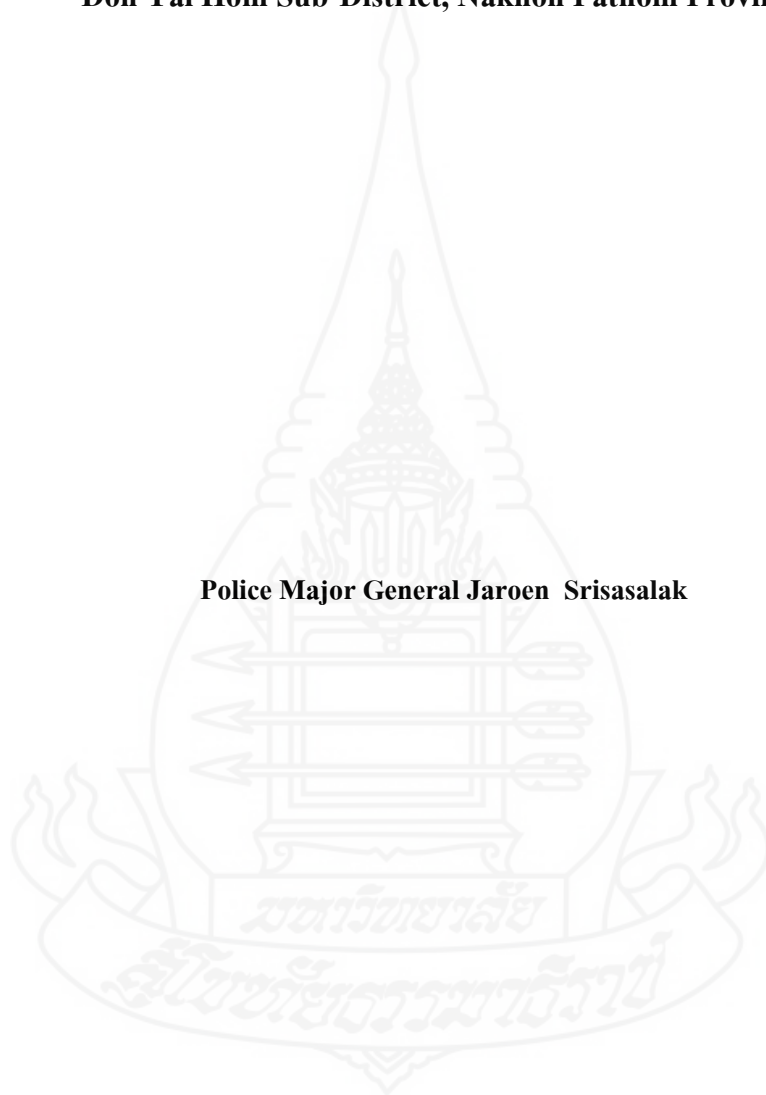 Don Yai Hom Sub-District, Nakhon Pathom Provin
Police Major General Jaroen Srisasalak
มหาวิทยาลัย
สุโขทัยธรรมาธิราช